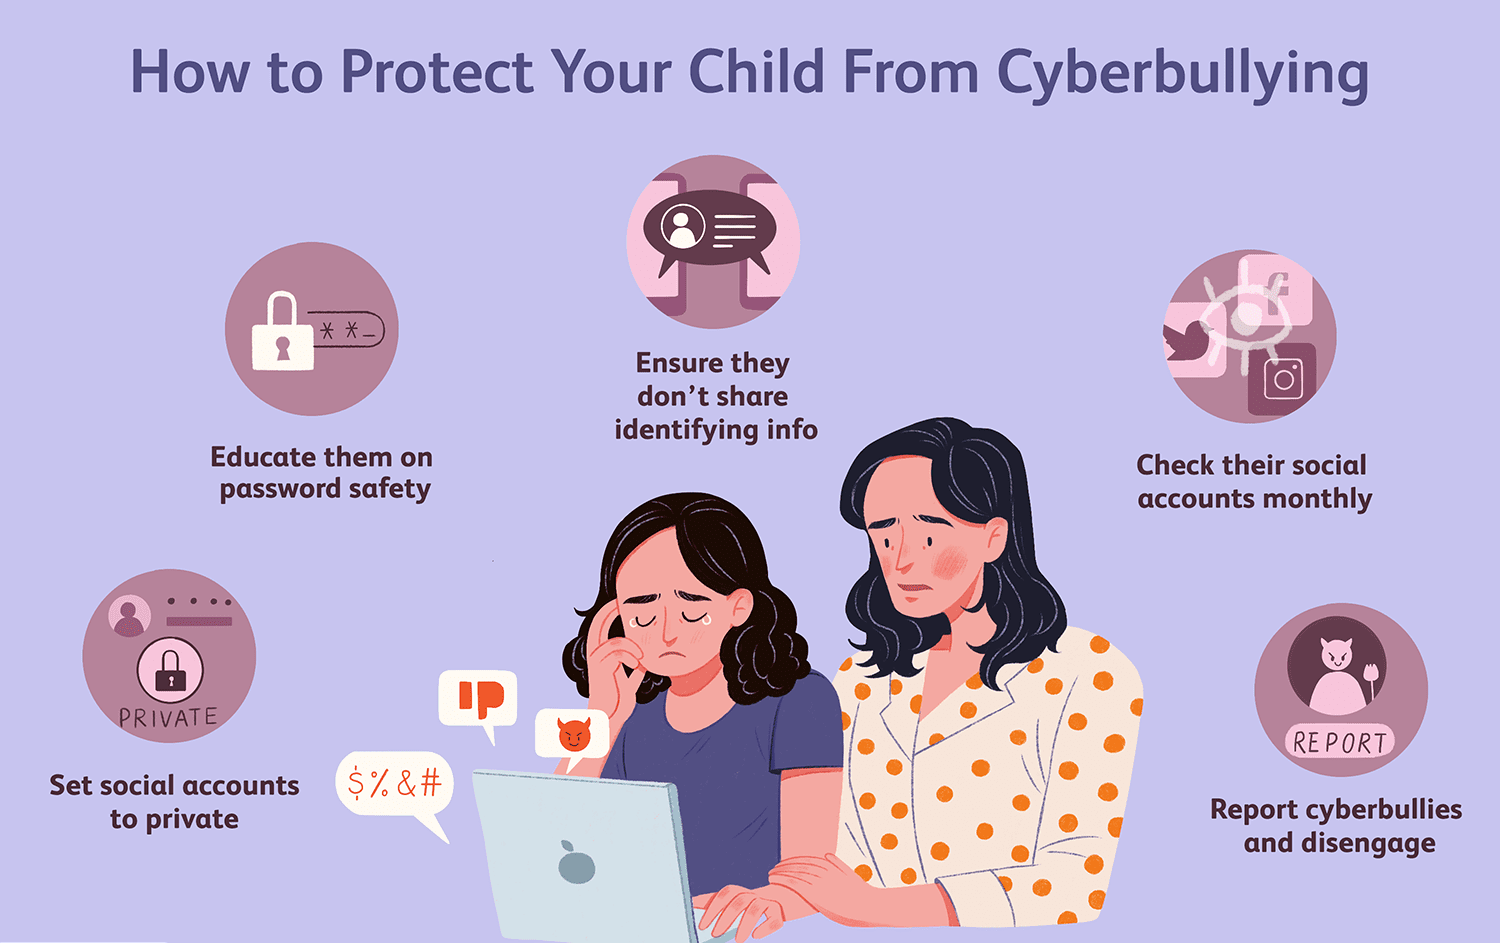 How to Protect Your Child From Cyberbullying
Ensure they
don't share
identifying info
Educate them on
password safety
Check their social
accounts monthly
PRIVATE
Set social accounts
to private
$%&#
REPORT
Report cyberbullies
and disengage